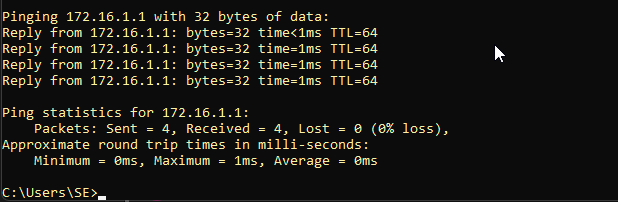 Pinging 172.16.1.1 with 32 bytes of data:
Reply from 172.16.1.1: bytes=32 time<1ms TTL=64
Reply from 172.16.1.1: bytes=32 time=1ms TTL=64
Reply from 172.16.1.1: bytes=32 time=1ms TTL=64
Reply from 172.16.1.1: bytes=32 time=1ms TTL=64
Ping statistics for 172.16.1.1:
    Packets: Sent = 4, Received = 4, Lost = 0 (0% loss),
Approximate round trip times in milli-seconds:
    Minimum = 0ms, Maximum = 1ms, Average = 0ms
C:\Users\SE>